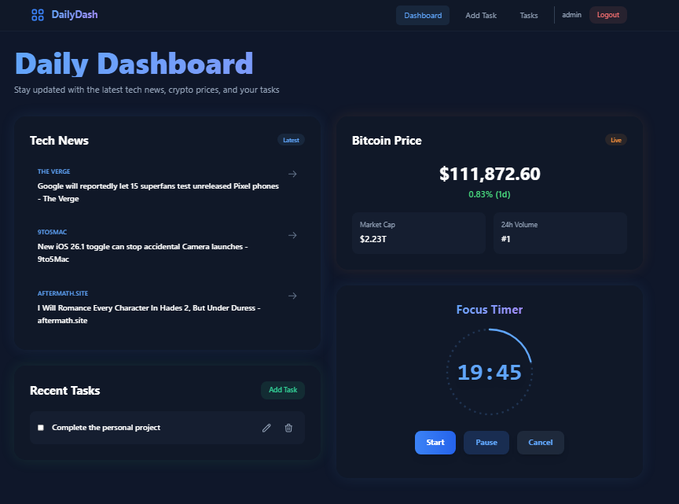 DailyDash
Dashboard
Add Task
Tasks
admin
Logout
Daily Dashboard
Stay updated with the latest tech news, crypto prices, and your tasks
Tech News
Latest
THE VERGE
Google will reportedly let 15 superfans test unreleased Pixel phones
- The Verge
9TO5MAC
New iOS 26.1 toggle can stop accidental Camera launches -
9to5Mac
AFTERMATH.SITE
I Will Romance Every Character In Hades 2, But Under Duress -
aftermath.site
Recent Tasks
Add Task
Complete the personal project
Bitcoin Price
Live
$111,872.60
0.83% (1d)
Market Cap
$2.23T
24h Volume
#1
Focus Timer
19:45
Start
Pause
Cancel